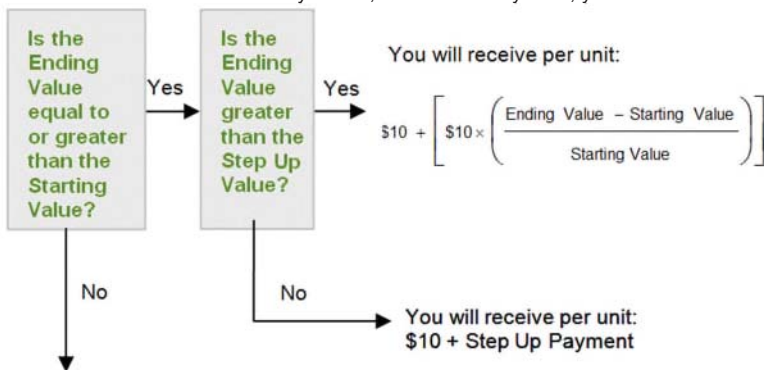 Is the
Ending
Value
equal to
or greater
than the
Starting
Value?
Yes
Is the
Ending
Value
greater
than the
Step Up
Value?
Yes
You will receive per unit:
$10 + [ $10 × ( Ending Value – Starting Value / Starting Value ) ]
No
No
You will receive per unit:
$10 + Step Up Payment